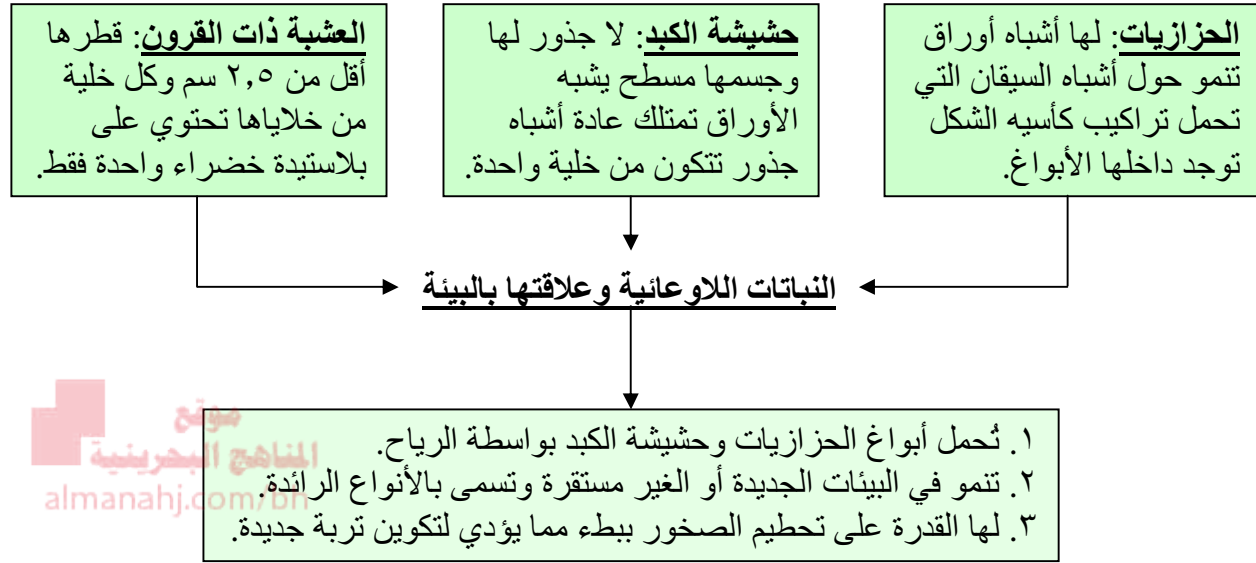 الحزازيات: لها أشباه أوراق
تنمو حول أشباه السيقان التي
تحمل تراكيب كأسيه الشكل
توجد داخلها الأبواغ.
حشيشة الكبد: لا جذور لها
وجسمها مسطح يشبه
الأوراق تمتلك عادة أشباه
جذور تتكون من خلية واحدة.
العشبة ذات القرون: قطرها
أقل من ٢,٥ سم وكل خلية
من خلاياها تحتوي على
بلاستيدة خضراء واحدة فقط.
النباتات اللاوعائية وعلاقتها بالبيئة
١. تُحمل أبواغ الحزازيات وحشيشة الكبد بواسطة الرياح.
٢. تنمو في البيئات الجديدة أو الغير مستقرة وتسمى بالأنواع الرائدة.
٣. لها القدرة على تحطيم الصخور ببطء مما يؤدي لتكوين تربة جديدة.
موقع
المناهج البحرينية
almanahj.com/bh